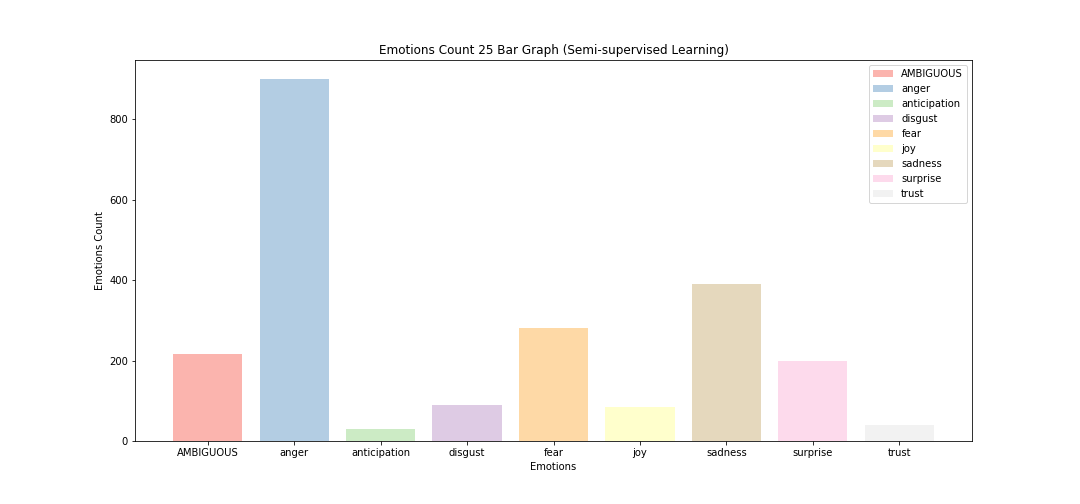 Emotions Count 25 Bar Graph (Semi-supervised Learning)
AMBIGUOUS
anger
anticipation
disgust
fear
joy
sadness
surprise
trust
800
600
400
200
0
Emotions Count
AMBIGUOUS anger anticipation disgust fear joy sadness surprise trust
Emotions